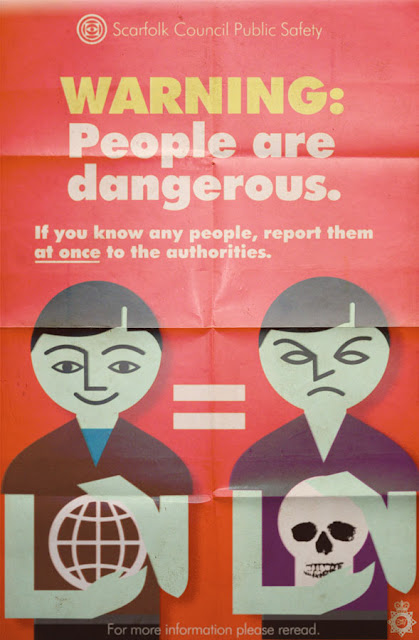 Scarfolk Council Public Safety
WARNING:
People are
dangerous.
If you know any people, report them
at once to the authorities.
=
For more information please reread.